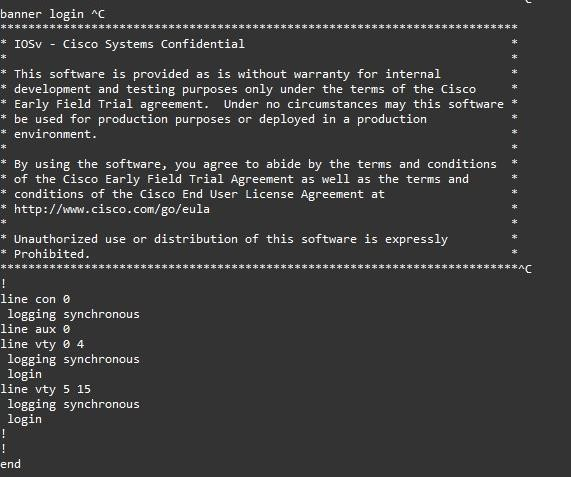 C
banner login ^C
**************************************************************************
* IOSv - Cisco Systems Confidential                                      *
*                                                                        *
* This software is provided as is without warranty for internal          *
* development and testing purposes only under the terms of the Cisco     *
* Early Field Trial agreement.  Under no circumstances may this software *
* be used for production purposes or deployed in a production            *
* environment.                                                           *
*                                                                        *
* By using the software, you agree to abide by the terms and conditions  *
* of the Cisco Early Field Trial Agreement as well as the terms and      *
* conditions of the Cisco End User License Agreement at                  *
* http://www.cisco.com/go/eula                                           *
*                                                                        *
* Unauthorized use or distribution of this software is expressly         *
* Prohibited.                                                            *
**************************************************************************^C
!
line con 0
 logging synchronous
line aux 0
line vty 0 4
 logging synchronous
 login
line vty 5 15
 logging synchronous
 login
!
!
end